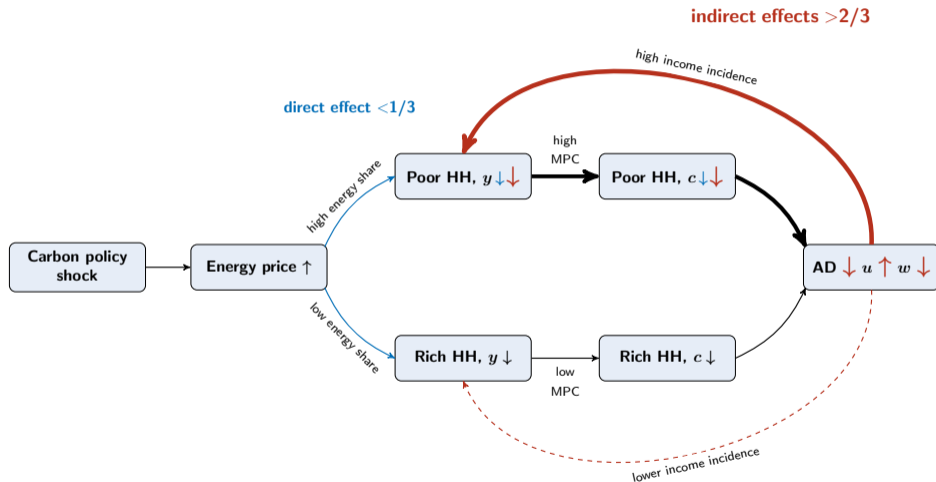 indirect effects >2/3
high income incidence
direct effect <1/3
high energy share
Poor HH, y ↓↓
high
MPC
Poor HH, c ↓↓
Carbon policy
shock
Energy price ↑
AD ↓ u ↑ w ↓
low energy share
Rich HH, y ↓
low
MPC
Rich HH, c ↓
lower income incidence